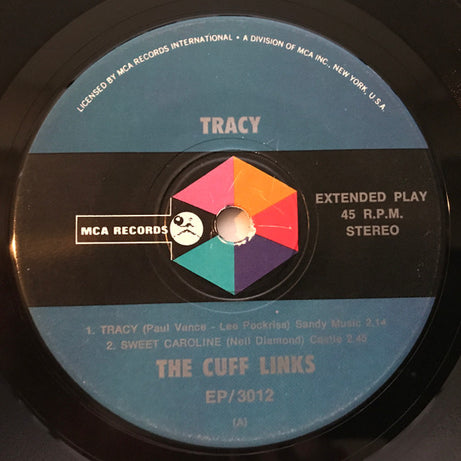 LICENSED BY MCA RECORDS INTERNATIONAL • A DIVISION OF MCA INC., NEW YORK, U.S.A.
TRACY
EXTENDED PLAY
45 R.P.M.
STEREO
MCA RECORDS
1. TRACY (Paul Vance - Lee Pockriss) Sandy Music 2.14
2. SWEET CAROLINE (Neil Diamond) Castle 2.45
THE CUFF LINKS
EP/3012
(A)